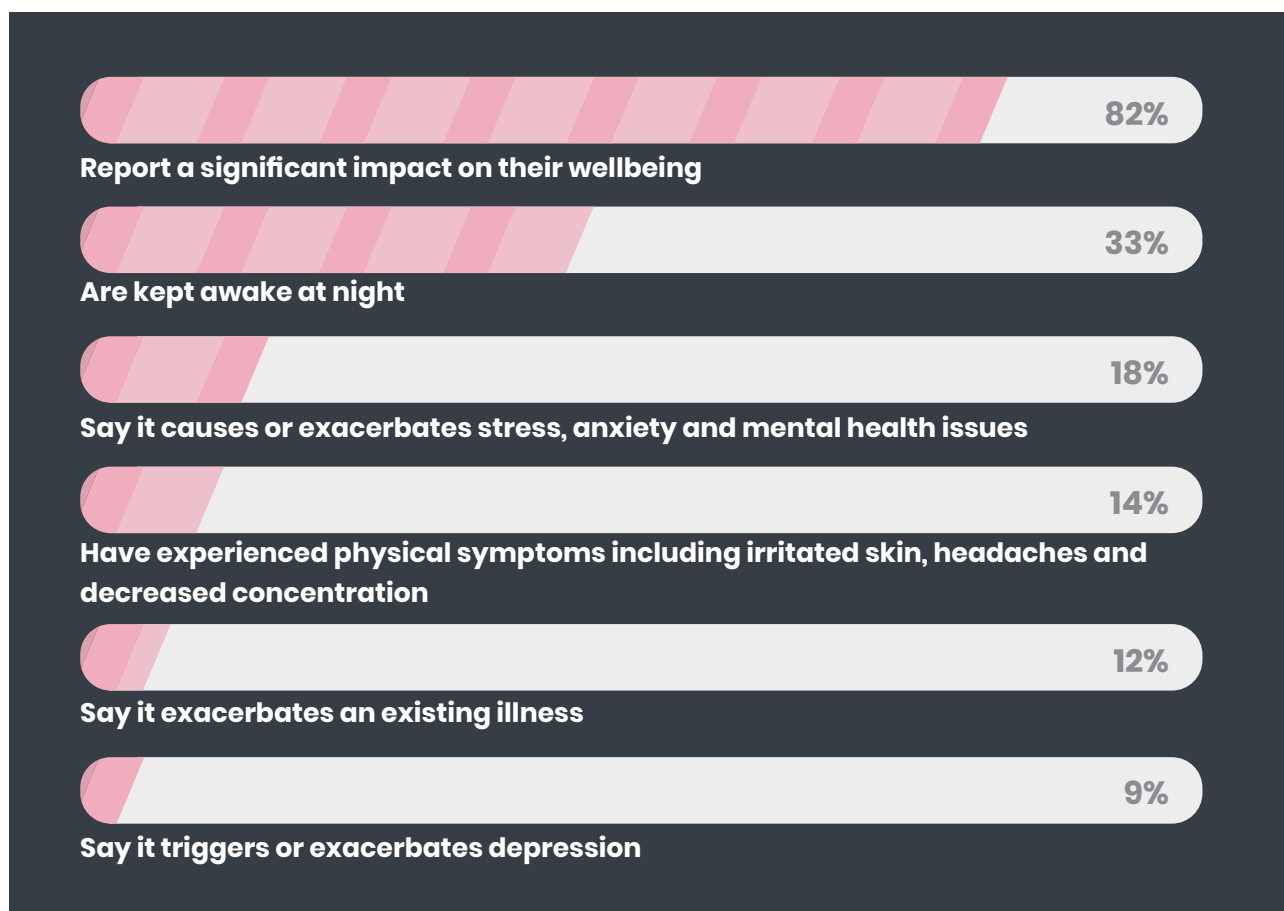 82%
Report a significant impact on their wellbeing
33%
Are kept awake at night
18%
Say it causes or exacerbates stress, anxiety and mental health issues
14%
Have experienced physical symptoms including irritated skin, headaches and
decreased concentration
12%
Say it exacerbates an existing illness
9%
Say it triggers or exacerbates depression